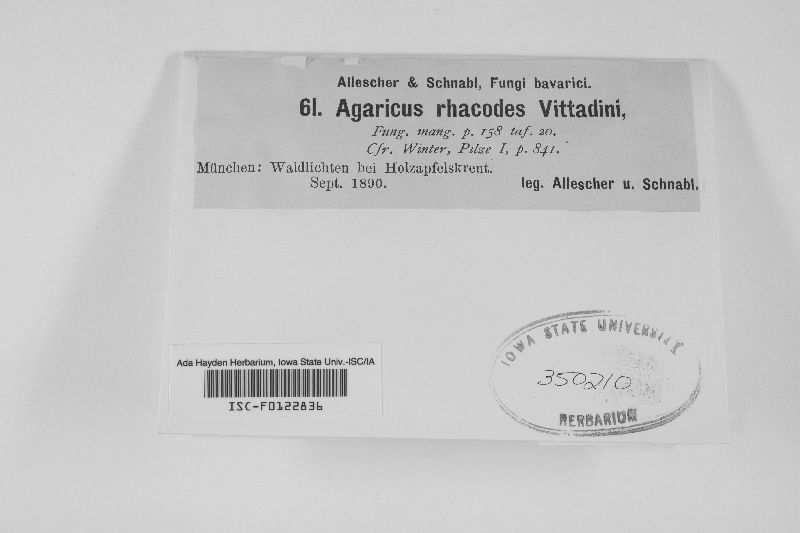 Allescher & Schnabl, Fungi bavarici.
61. Agaricus rhacodes Vittadini,
Fung. mang. p. 158 taf. 20.
Cfr. Winter, Pilze I, p. 841.
München: Waldlichten bei Holzapfelskreut.
Sept. 1890.
leg. Allescher u. Schnabl.
Ada Hayden Herbarium, Iowa State Univ.-ISC/IA
ISC-F0122836
IOWA STATE UNIVERSITY
350210
HERBARIUM